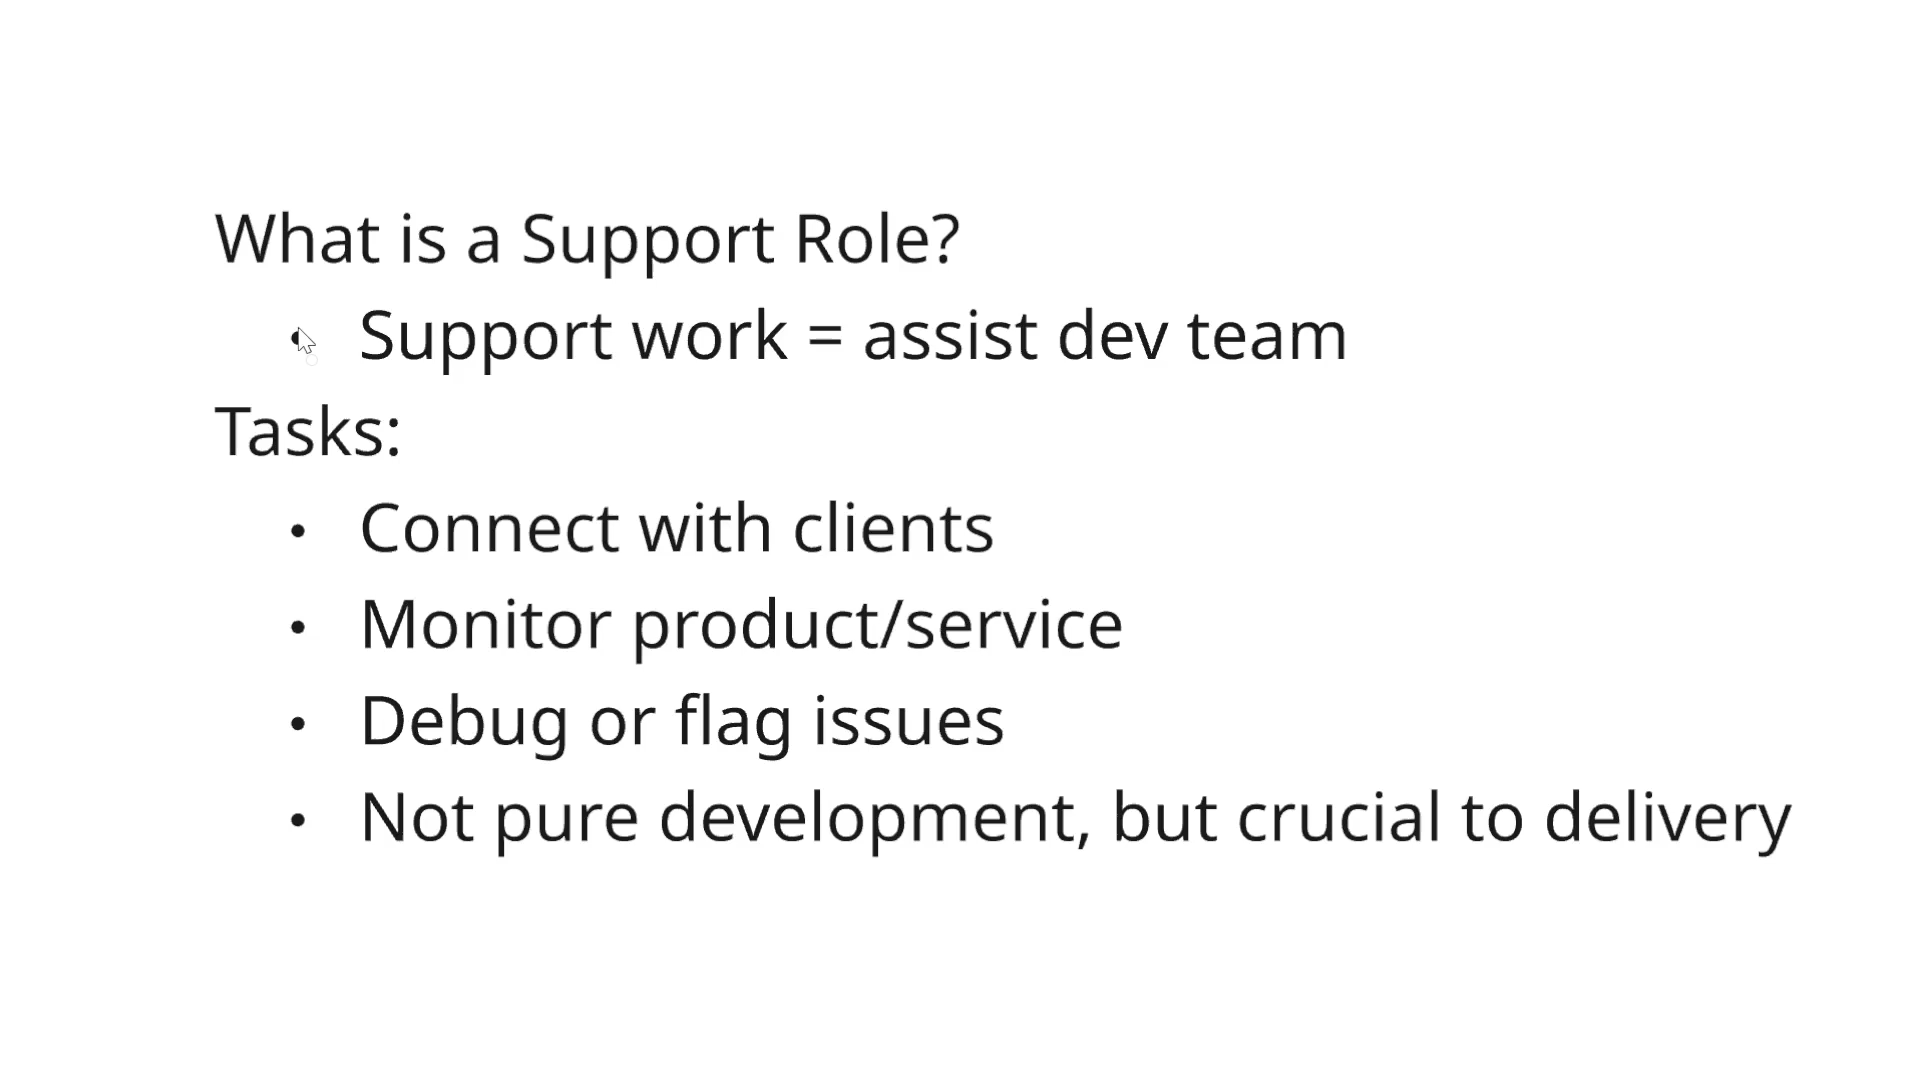 What is a Support Role?
• Support work = assist dev team
Tasks:
• Connect with clients
• Monitor product/service
• Debug or flag issues
• Not pure development, but crucial to delivery